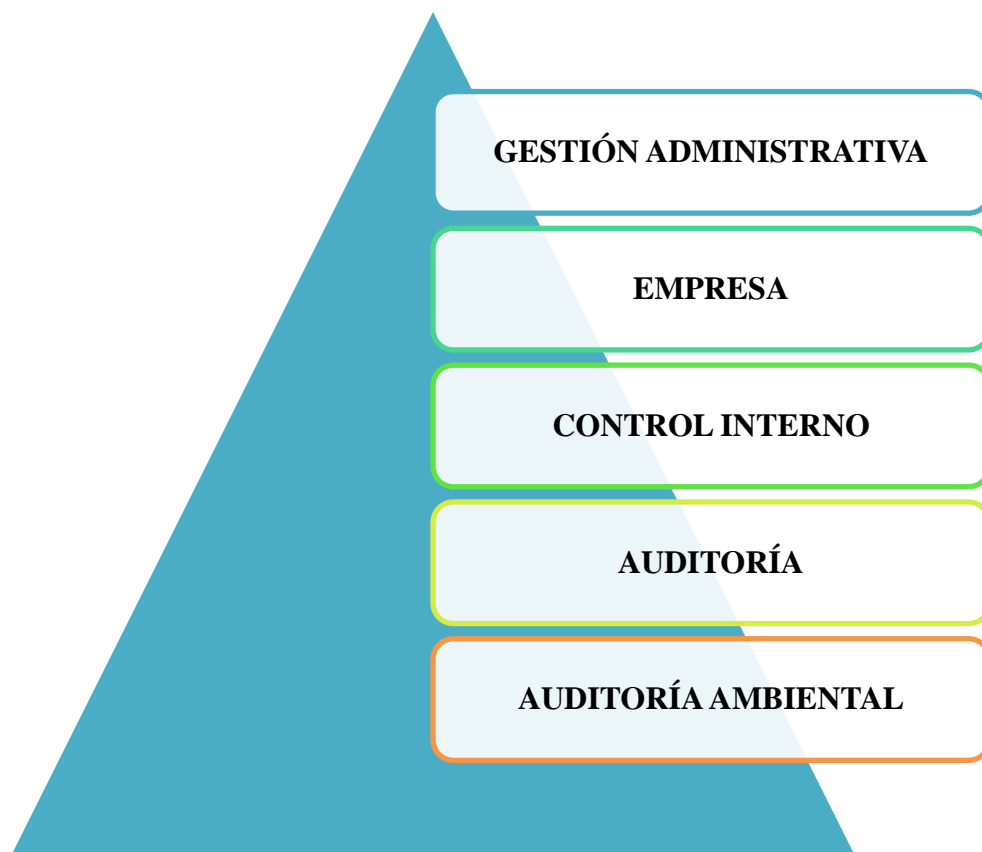 GESTIÓN ADMINISTRATIVA
EMPRESA
CONTROL INTERNO
AUDITORÍA
AUDITORÍA AMBIENTAL